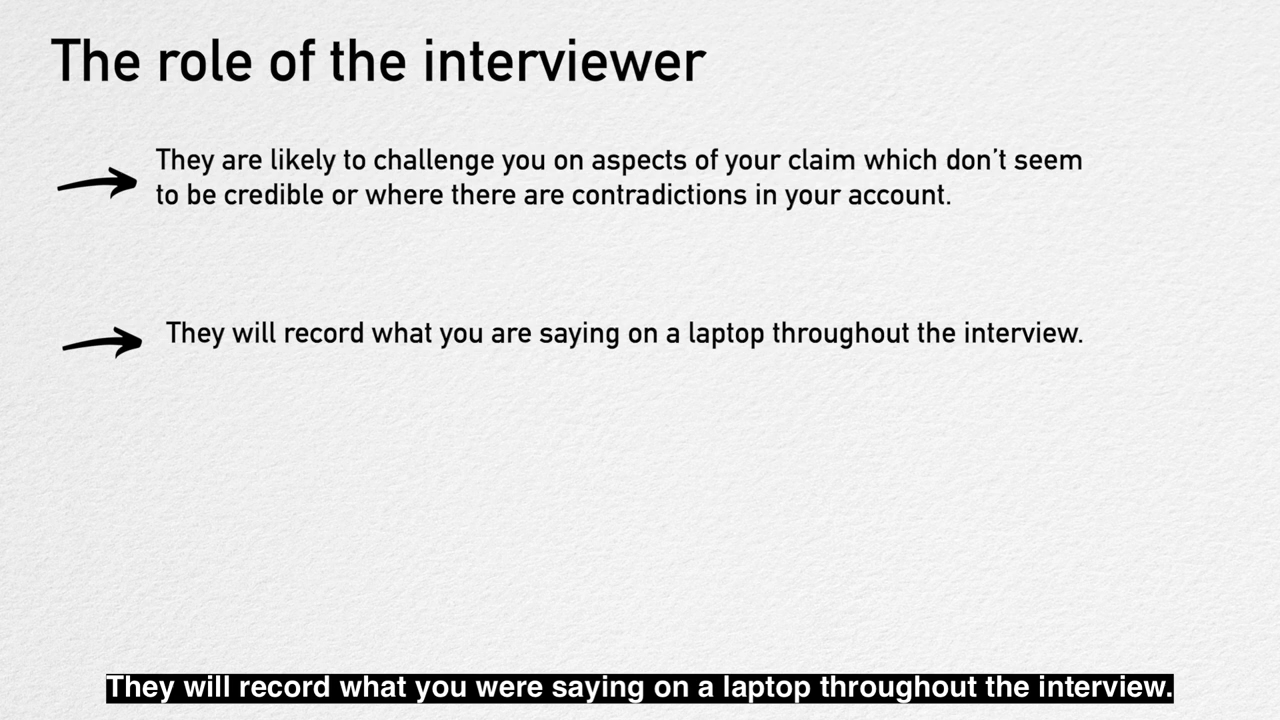 The role of the interviewer
They are likely to challenge you on aspects of your claim which don't seem
to be credible or where there are contradictions in your account.
They will record what you are saying on a laptop throughout the interview.
They will record what you were saying on a laptop throughout the interview.